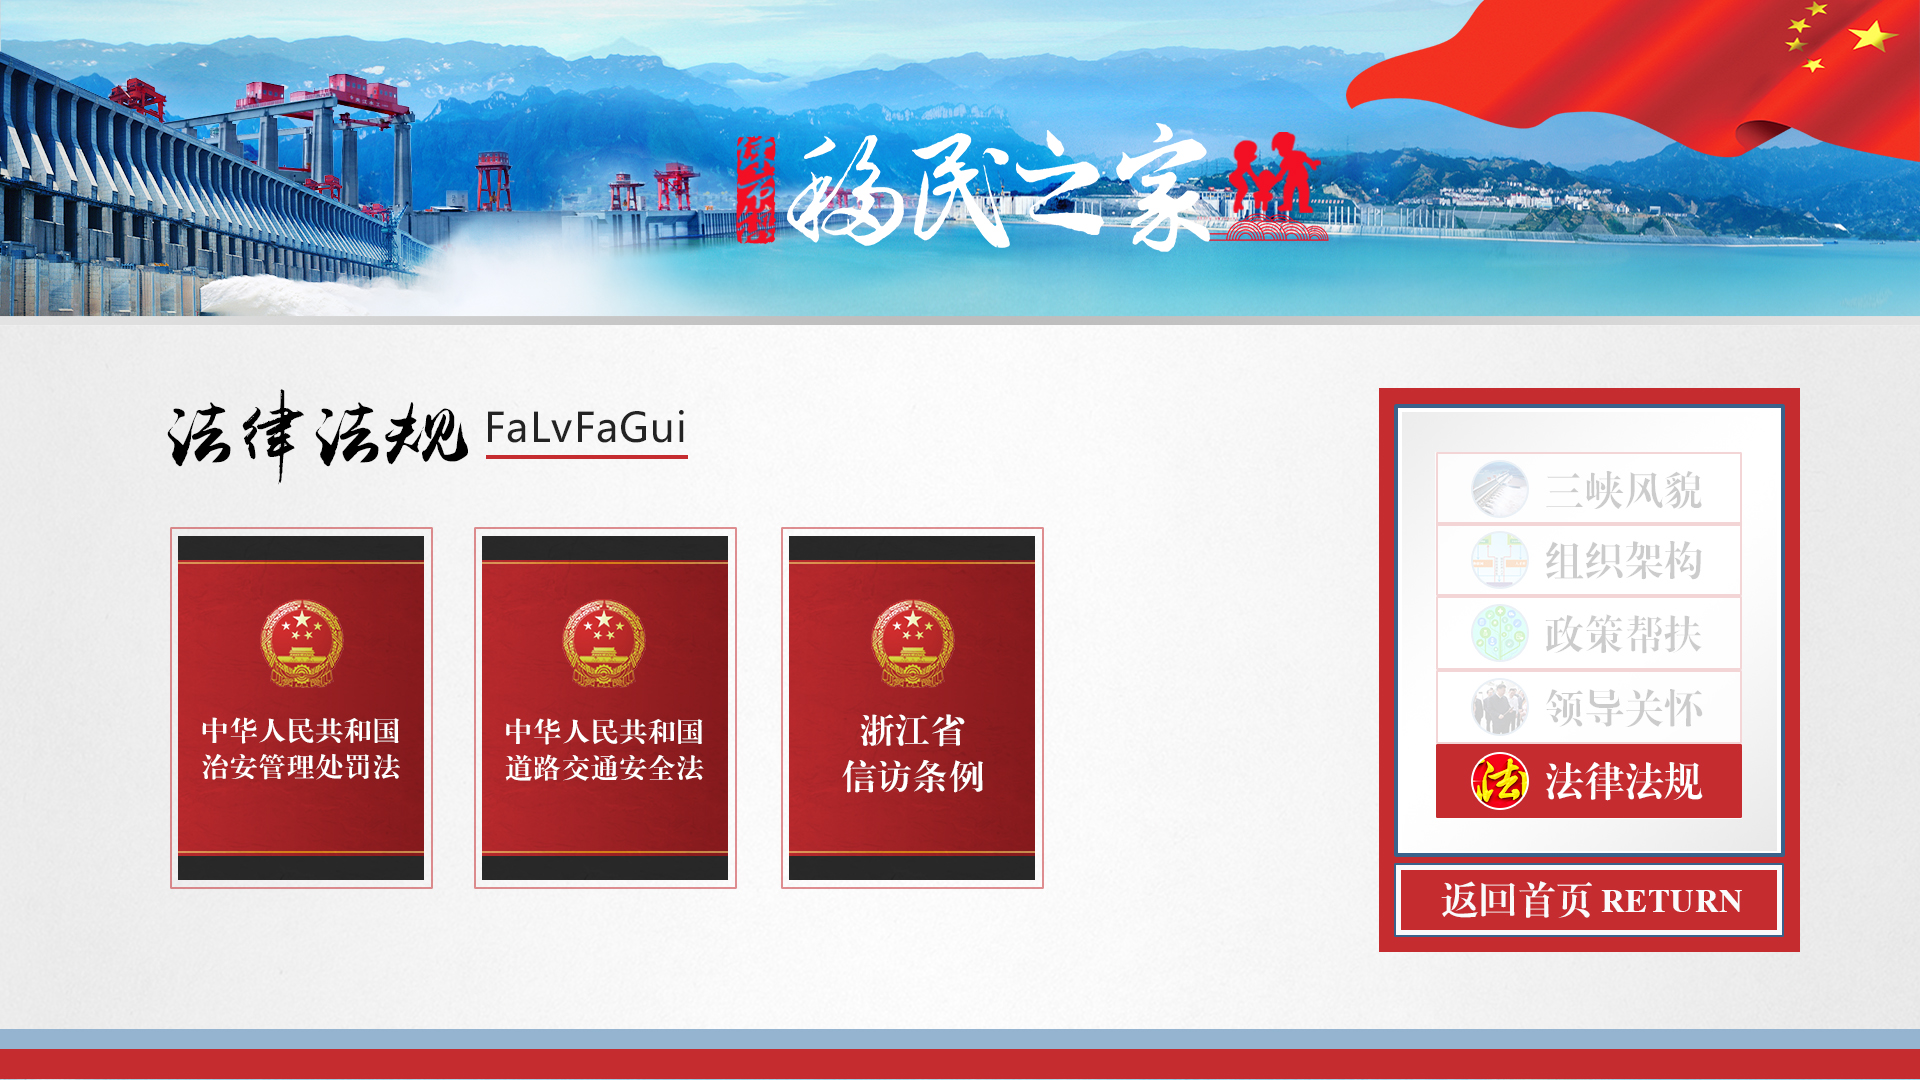 移民之家
法律法规 FaLvFaGui
中华人民共和国
治安管理处罚法
中华人民共和国
道路交通安全法
浙江省
信访条例
三峡风貌
组织架构
政策帮扶
领导关怀
法 法律法规
返回首页 RETURN